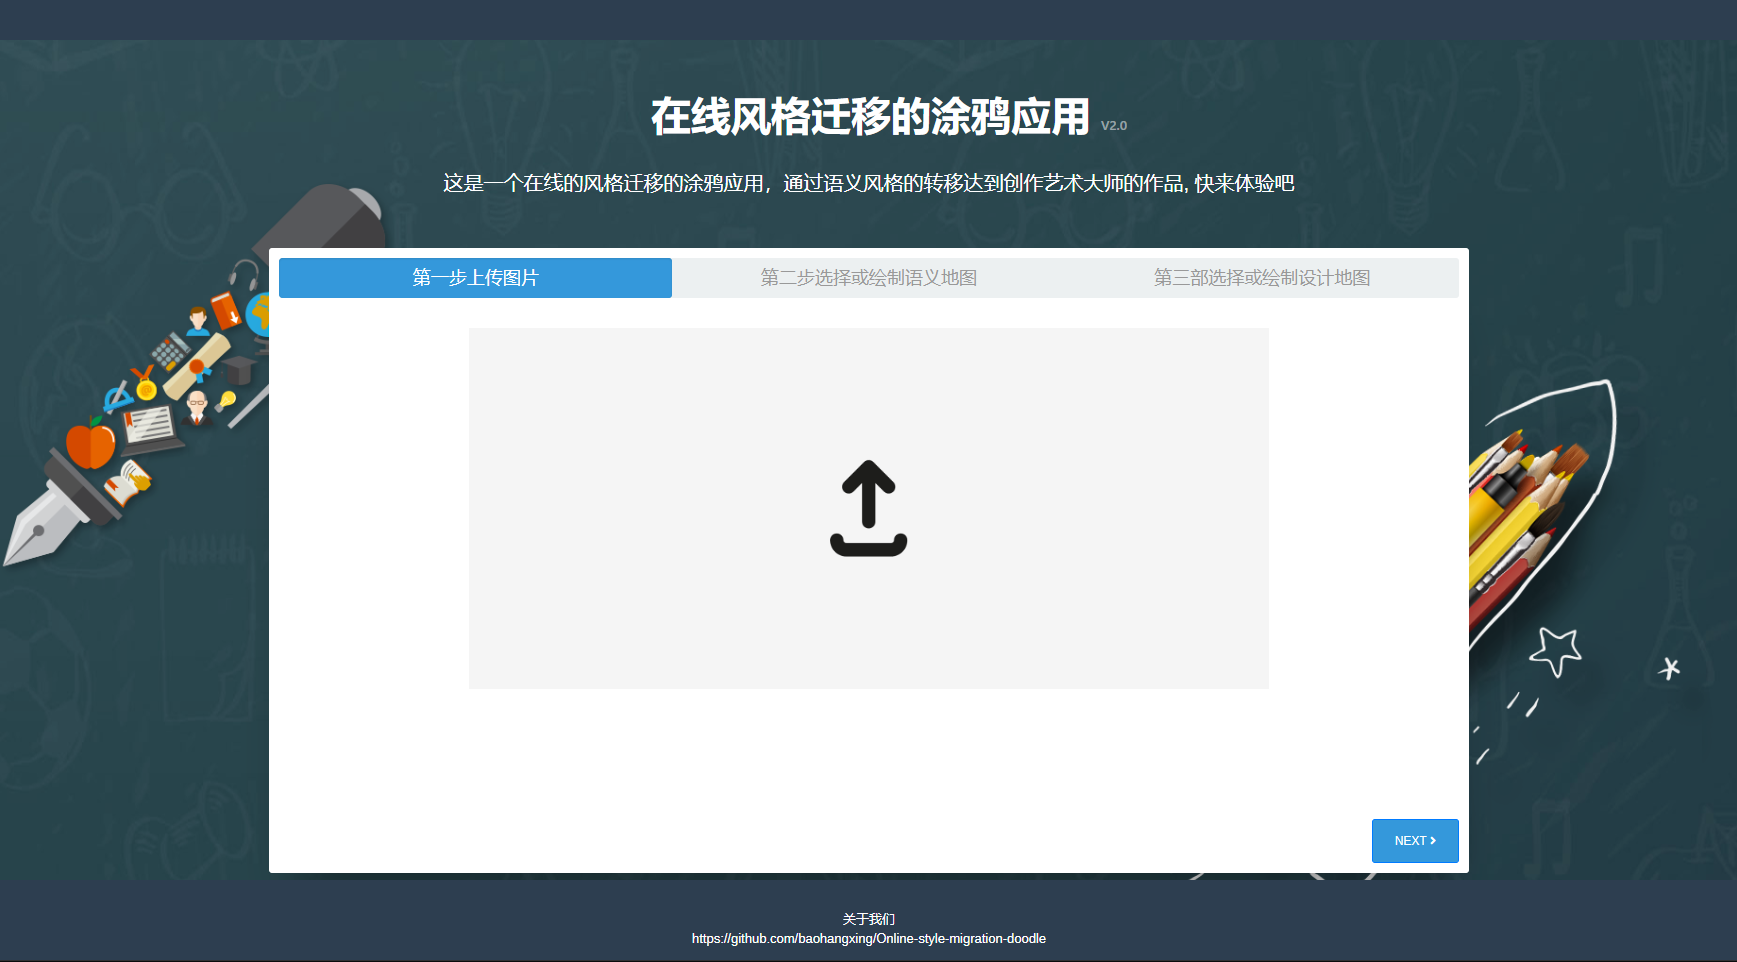 在线风格迁移的涂鸦应用 V2.0
这是一个在线的风格迁移的涂鸦应用，通过语义风格的转移达到创作艺术大师的作品, 快来体验吧
第一步上传图片
第二步选择或绘制语义地图
第三部选择或绘制设计地图
NEXT
关于我们
https://github.com/baohangxing/Online-style-migration-doodle